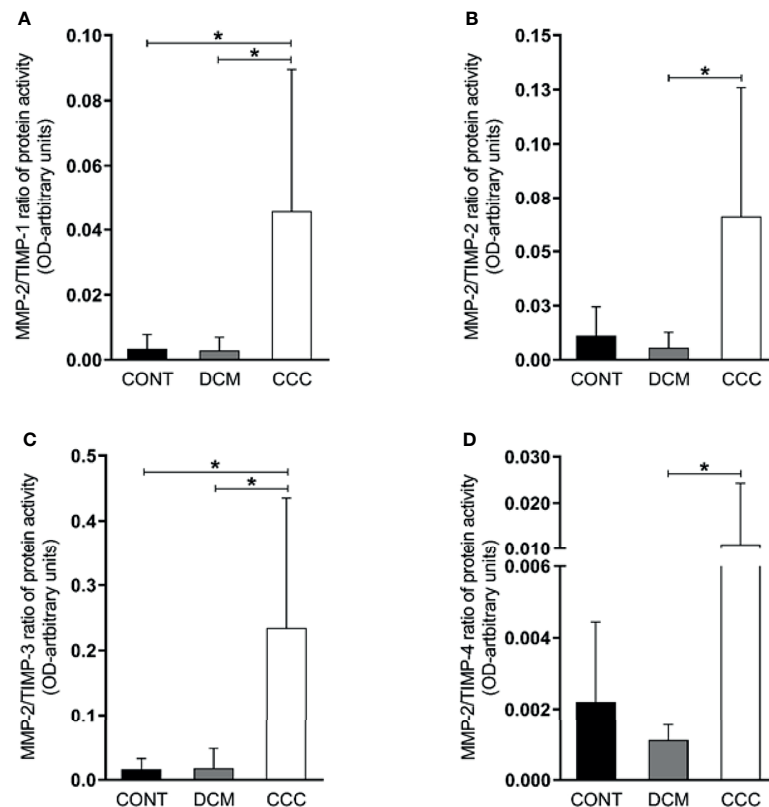 A
MMP-2/TIMP-1 ratio of protein activity
(OD-artbitrary units)
0.10
0.08
0.06
0.04
0.02
0.00
*
*
CONT
DCM
CCC
B
MMP-2/TIMP-2 ratio of protein activity
(OD-artbitrary units)
0.15
0.13
0.10
0.08
0.05
0.03
0.00
*
CONT
DCM
CCC
C
MMP-2/TIMP-3 ratio of protein activity
(OD-artbitrary units)
0.5
0.4
0.3
0.2
0.1
0.0
*
*
CONT
DCM
CCC
D
MMP-2/TIMP-4 ratio of protein activity
(OD-artbitrary units)
0.030
0.020
0.010
0.006
0.004
0.002
0.000
*
CONT
DCM
CCC